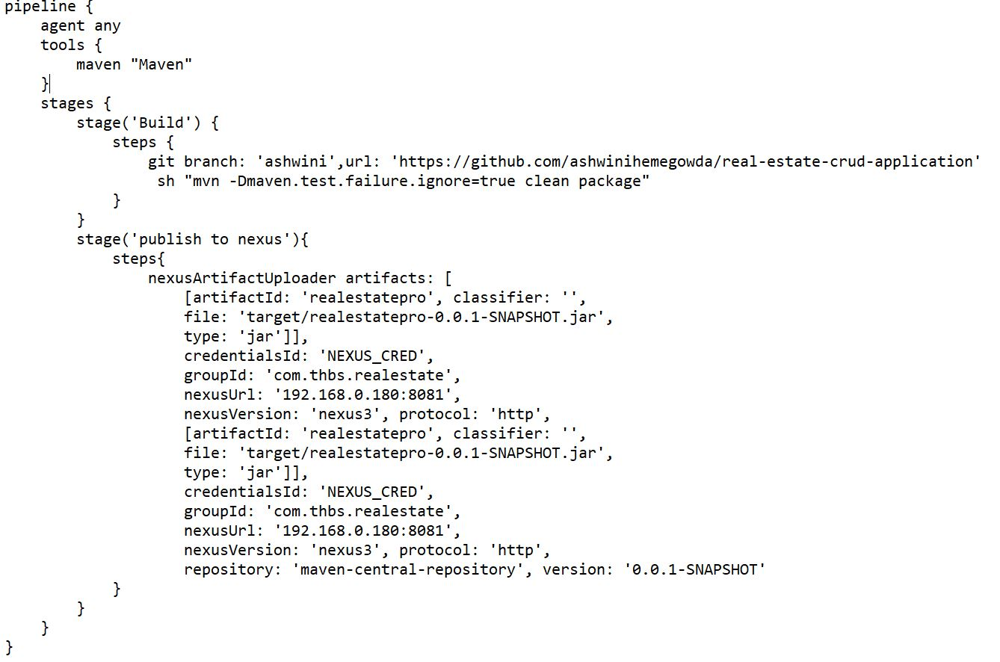 pipeline {
    agent any
    tools {
        maven "Maven"
    }
    stages {
        stage('Build') {
            steps {
                git branch: 'ashwini',url: 'https://github.com/ashwinihemegowda/real-estate-crud-application'
                 sh "mvn -Dmaven.test.failure.ignore=true clean package"
            }
        }
        stage('publish to nexus'){
            steps{
                nexusArtifactUploader artifacts: [
                    [artifactId: 'realestatepro', classifier: '',
                    file: 'target/realestatepro-0.0.1-SNAPSHOT.jar',
                    type: 'jar']],
                    credentialsId: 'NEXUS_CRED',
                    groupId: 'com.thbs.realestate',
                    nexusUrl: '192.168.0.180:8081',
                    nexusVersion: 'nexus3', protocol: 'http',
                    [artifactId: 'realestatepro', classifier: '',
                    file: 'target/realestatepro-0.0.1-SNAPSHOT.jar',
                    type: 'jar']],
                    credentialsId: 'NEXUS_CRED',
                    groupId: 'com.thbs.realestate',
                    nexusUrl: '192.168.0.180:8081',
                    nexusVersion: 'nexus3', protocol: 'http',
                    repository: 'maven-central-repository', version: '0.0.1-SNAPSHOT'
            }
        }
    }
}